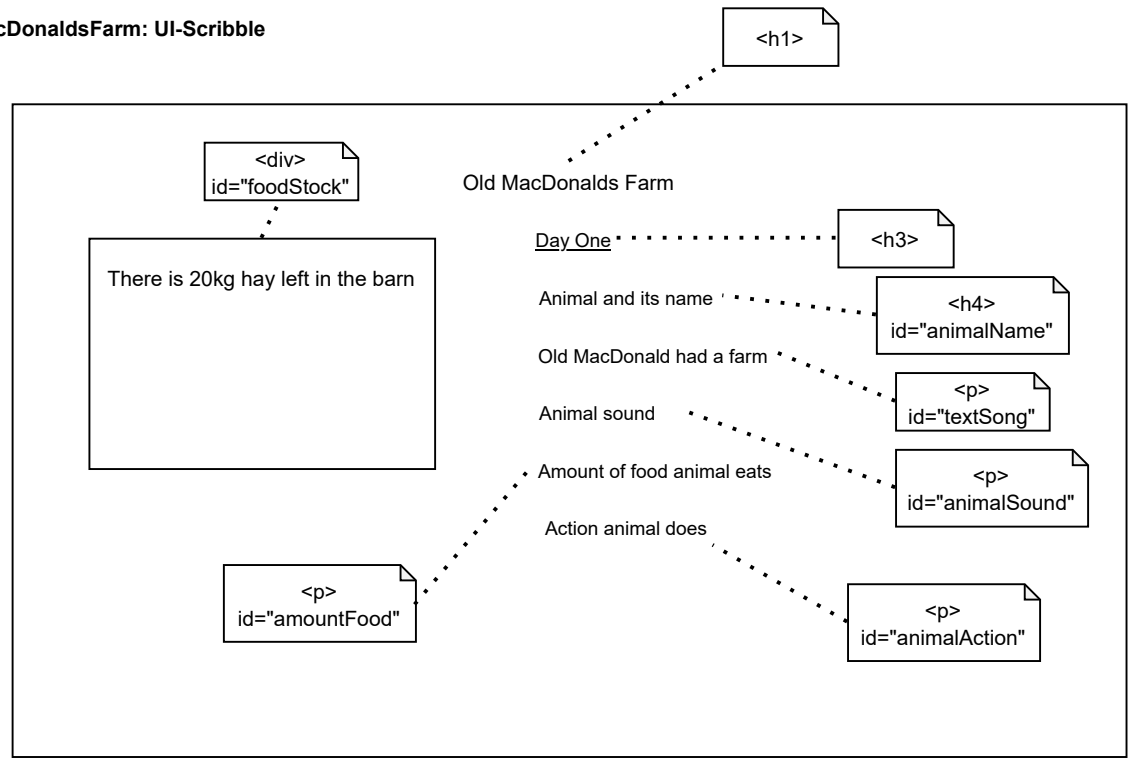 cDonaldsFarm: UI-Scribble
<h1>
<div>
id="foodStock"
Old MacDonalds Farm
Day One
<h3>
There is 20kg hay left in the barn
Animal and its name
<h4>
id="animalName"
Old MacDonald had a farm
<p>
id="textSong"
Animal sound
<p>
id="animalSound"
Amount of food animal eats
Action animal does
<p>
id="amountFood"
<p>
id="animalAction"